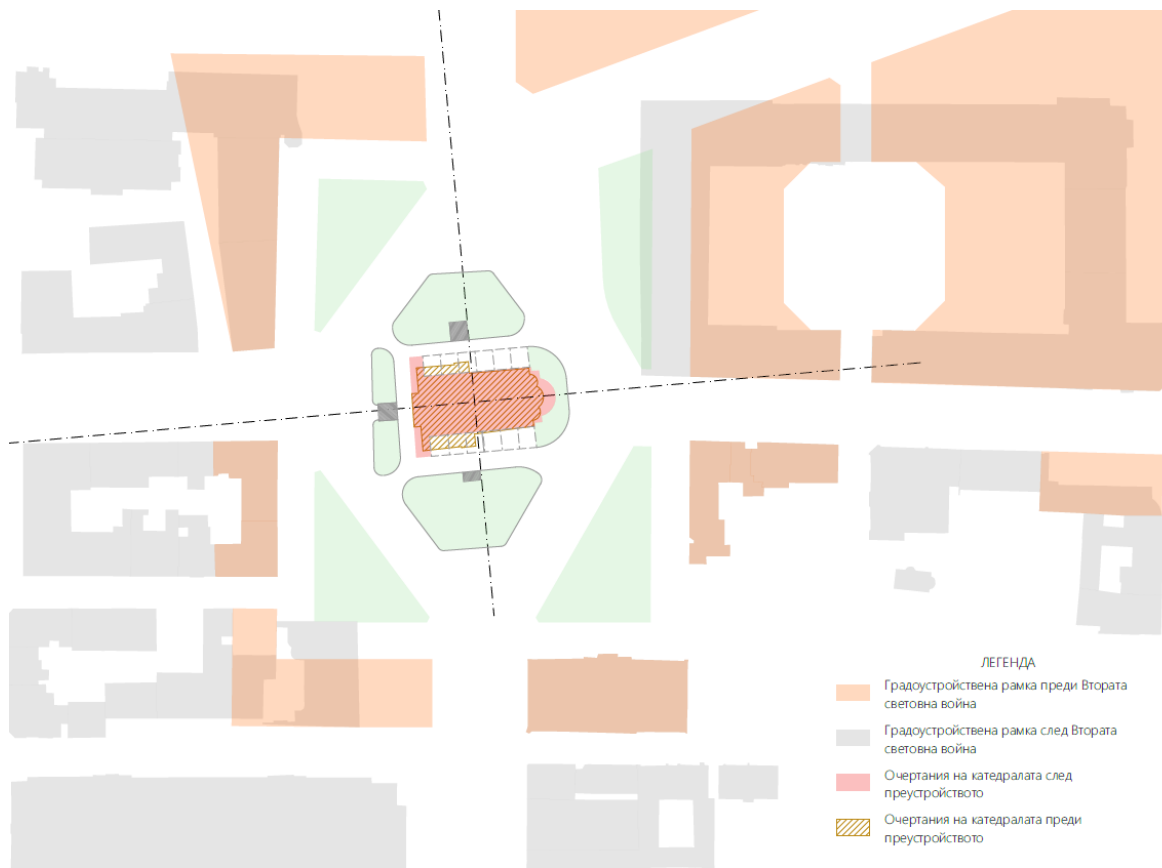 ЛЕГЕНДА
Градоустройствена рамка преди Втората
световна война
Градоустройствена рамка след Втората
световна война
Очертания на катедралата след
преустройството
Очертания на катедралата преди
преустройството